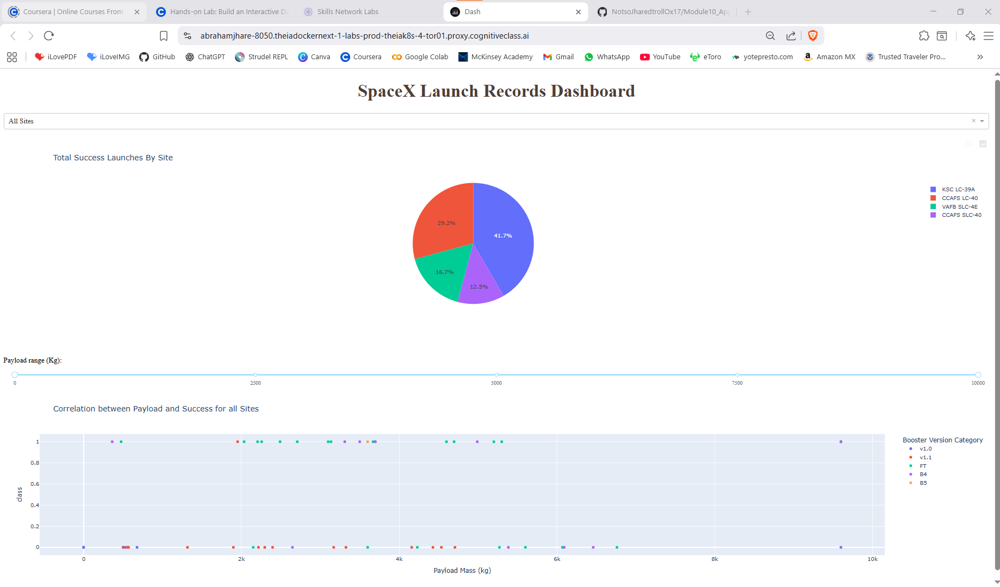 Coursera | Online Courses From
Hands-on Lab: Build an Interactive Da
Skills Network Labs
Dash
NotsoJharedtrollOx17/Module10_App
abrahamjhare-8050.theiadockernext-1-labs-prod-theiak8s-4-tor01.proxy.cognitiveclass.ai
iLovePDF
iLoveIMG
GitHub
ChatGPT
Strudel REPL
Canva
Coursera
Google Colab
McKinsey Academy
Gmail
WhatsApp
YouTube
eToro
yotepresto.com
Amazon MX
Trusted Traveler Pro...
SpaceX Launch Records Dashboard
All Sites
Total Success Launches By Site
KSC LC-39A
CCAFS LC-40
VAFB SLC-4E
CCAFS SLC-40
29.2%
41.7%
16.7%
12.5%
Payload range (Kg):
0
2500
5000
7500
10000
Correlation between Payload and Success for all Sites
Booster Version Category
v1.0
v1.1
FT
B4
B5
1
0.8
0.6
0.4
0.2
0
class
0
2k
4k
6k
8k
10k
Payload Mass (kg)